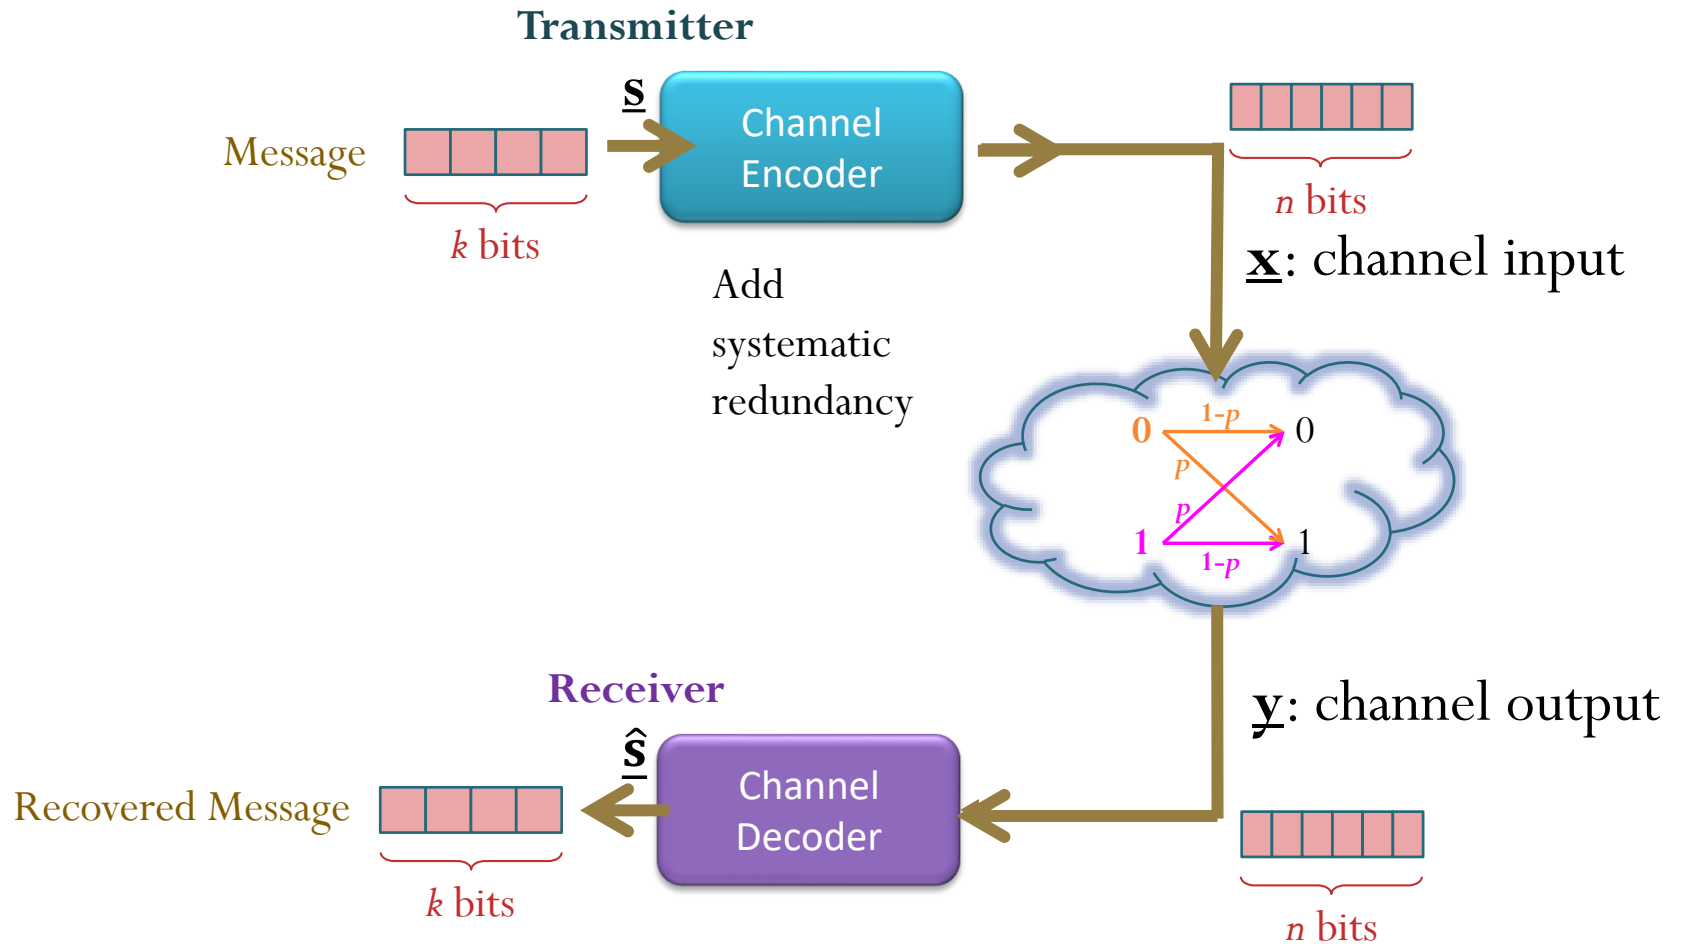 Transmitter
s
Message
k bits
Channel
Encoder
Add
systematic
redundancy
n bits
x: channel input
0
1-p
0
p
p
1
1-p
1
y: channel output
n bits
Receiver
ŝ
Channel
Decoder
Recovered Message
k bits